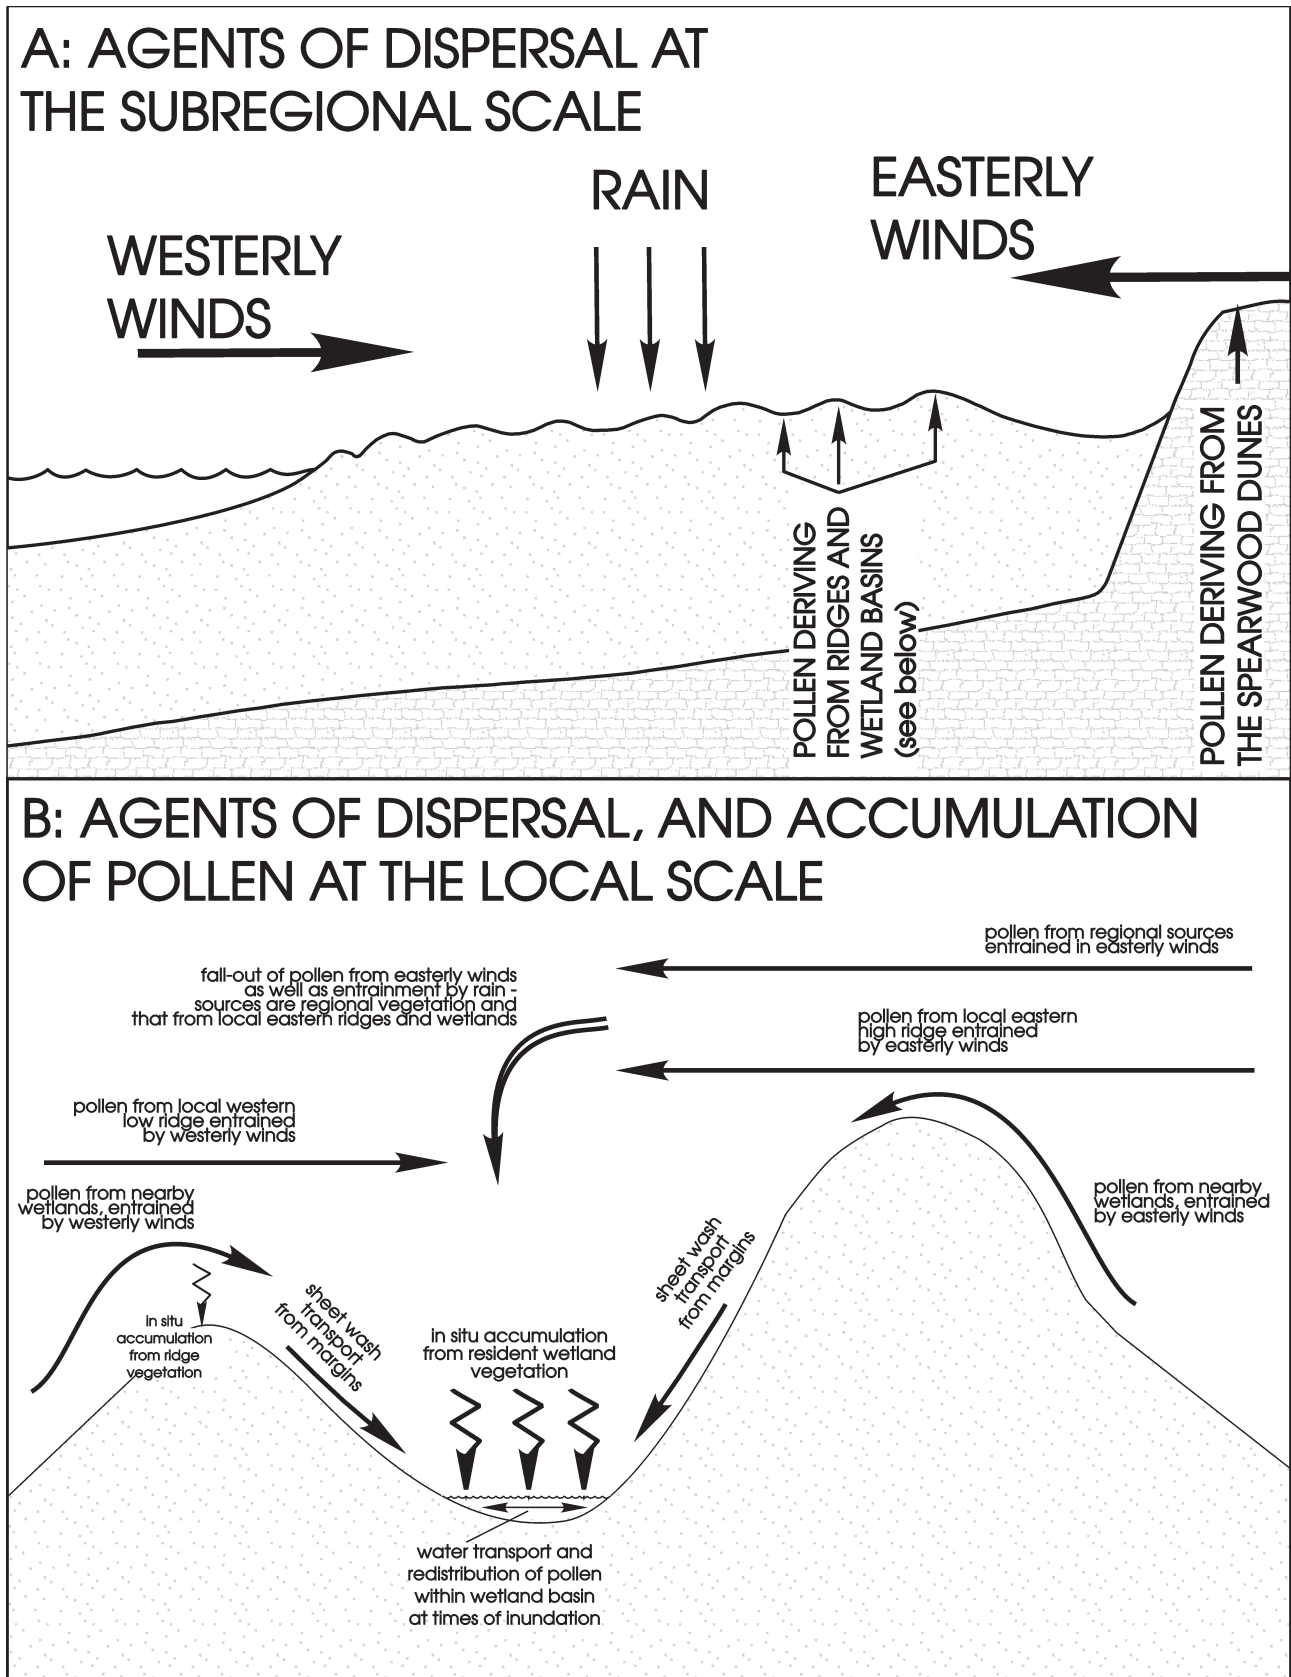 A: AGENTS OF DISPERSAL AT
THE SUBREGIONAL SCALE
RAIN
EASTERLY
WINDS
WESTERLY
WINDS
POLLEN DERIVING
FROM RIDGES AND
WETLAND BASINS
(see below)
POLLEN DERIVING FROM
THE SPEARWOOD DUNES
B: AGENTS OF DISPERSAL, AND ACCUMULATION
OF POLLEN AT THE LOCAL SCALE
pollen from regional sources
entrained in easterly winds
fall-out of pollen from easterly winds
as well as entrainment by rain -
sources are regional vegetation and
that from local eastern ridges and wetlands
pollen from local eastern
high ridge entrained
by easterly winds
pollen from local western
low ridge entrained
by westerly winds
pollen from nearby
wetlands, entrained
by westerly winds
pollen from nearby
wetlands, entrained
by easterly winds
sheet wash
transport
from margins
sheet wash
transport
from margins
in situ
accumulation
from ridge
vegetation
in situ accumulation
from resident wetland
vegetation
water transport and
redistribution of pollen
within wetland basin
at times of inundation